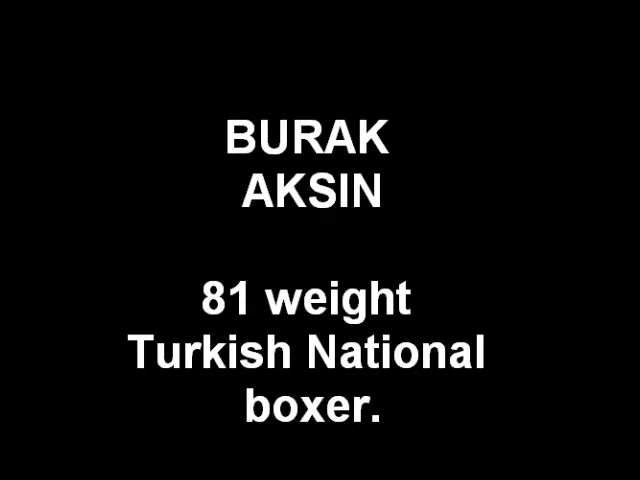 BURAK
AKSIN
81 weight
Turkish National
boxer.